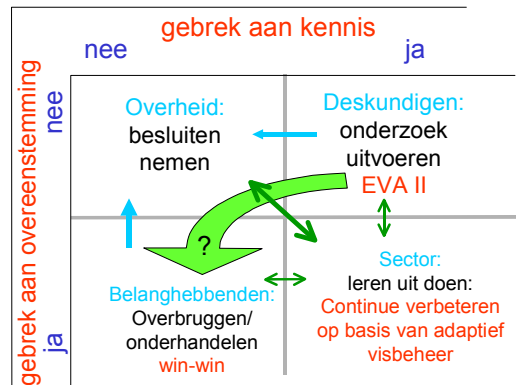 gebrek aan kennis
nee
ja
gebrek aan overeenstemming
nee
ja
Overheid:
besluiten
nemen
Deskundigen:
onderzoek
uitvoeren
EVA II
?
Belanghebbenden:
Overbruggen/
onderhandelen
win-win
Sector:
leren uit doen:
Continue verbeteren
op basis van adaptief
visbeheer